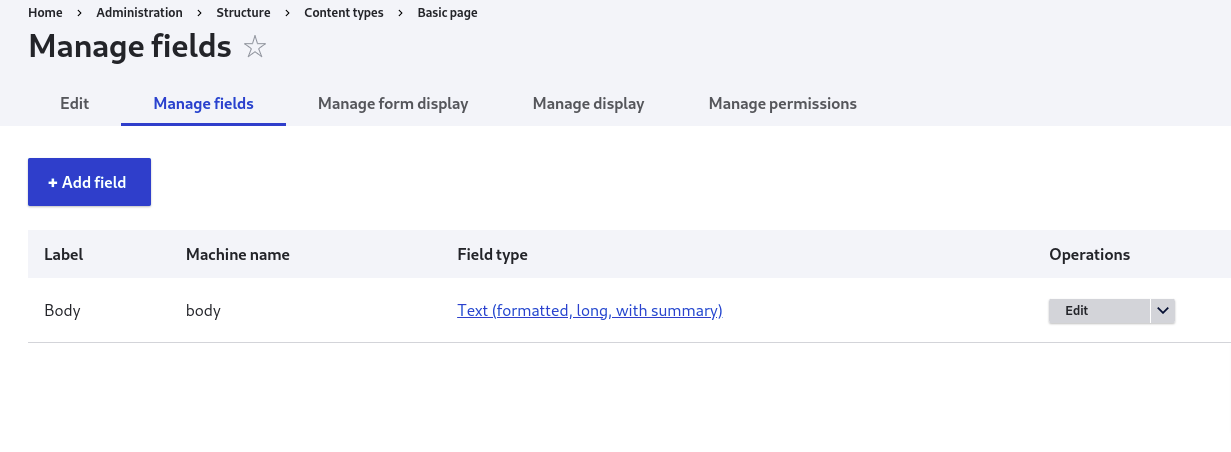 Home › Administration › Structure › Content types › Basic page
Manage fields
Edit Manage fields Manage form display Manage display Manage permissions
+ Add field
Label Machine name Field type Operations
Body body Text (formatted, long, with summary) Edit